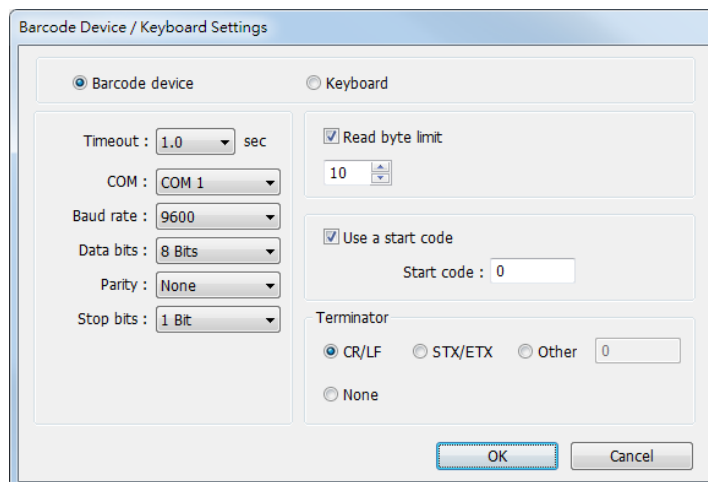 Barcode Device / Keyboard Settings
Barcode device
Keyboard
Timeout : 1.0 sec
COM : COM 1
Baud rate : 9600
Data bits : 8 Bits
Parity : None
Stop bits : 1 Bit
Read byte limit
10
Use a start code
Start code : 0
Terminator
CR/LF STX/ETX Other 0
None
OK Cancel